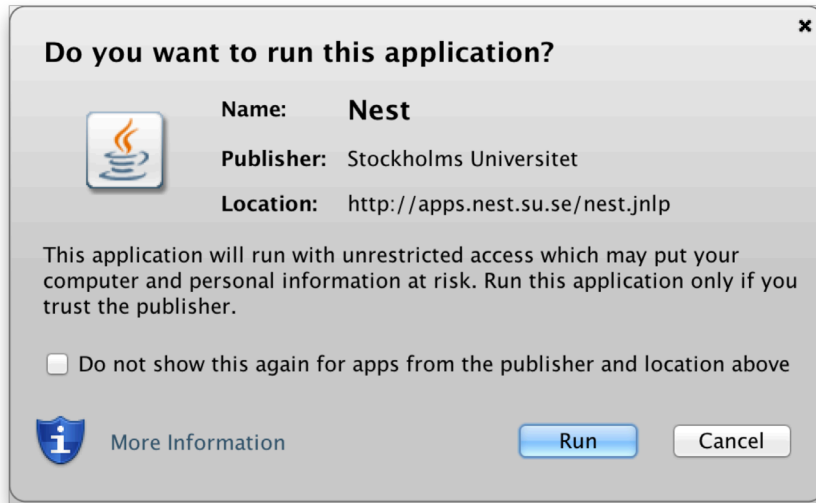 Do you want to run this application?
Name: Nest
Publisher: Stockholms Universitet
Location: http://apps.nest.su.se/nest.jnlp
This application will run with unrestricted access which may put your
computer and personal information at risk. Run this application only if you
trust the publisher.
Do not show this again for apps from the publisher and location above
More Information
Run
Cancel